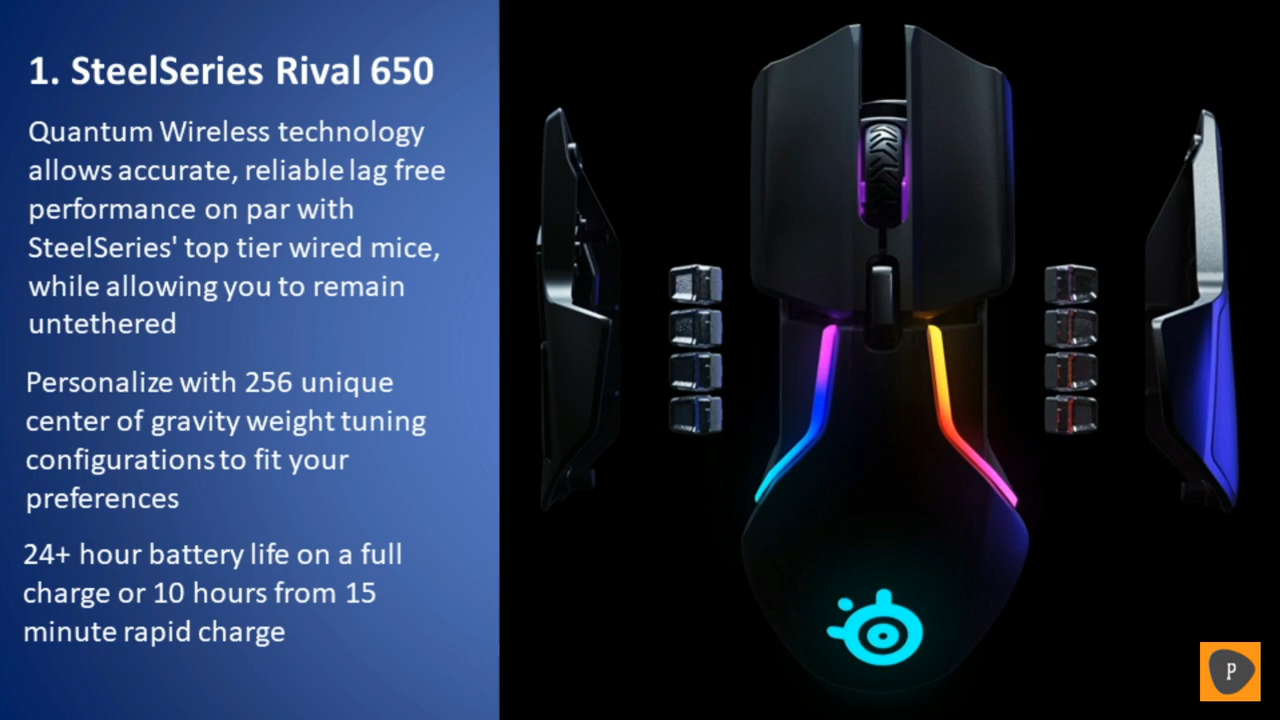 1. SteelSeries Rival 650
Quantum Wireless technology
allows accurate, reliable lag free
performance on par with
SteelSeries' top tier wired mice,
while allowing you to remain
untethered
Personalize with 256 unique
center of gravity weight tuning
configurations to fit your
preferences
24+ hour battery life on a full
charge or 10 hours from 15
minute rapid charge
P